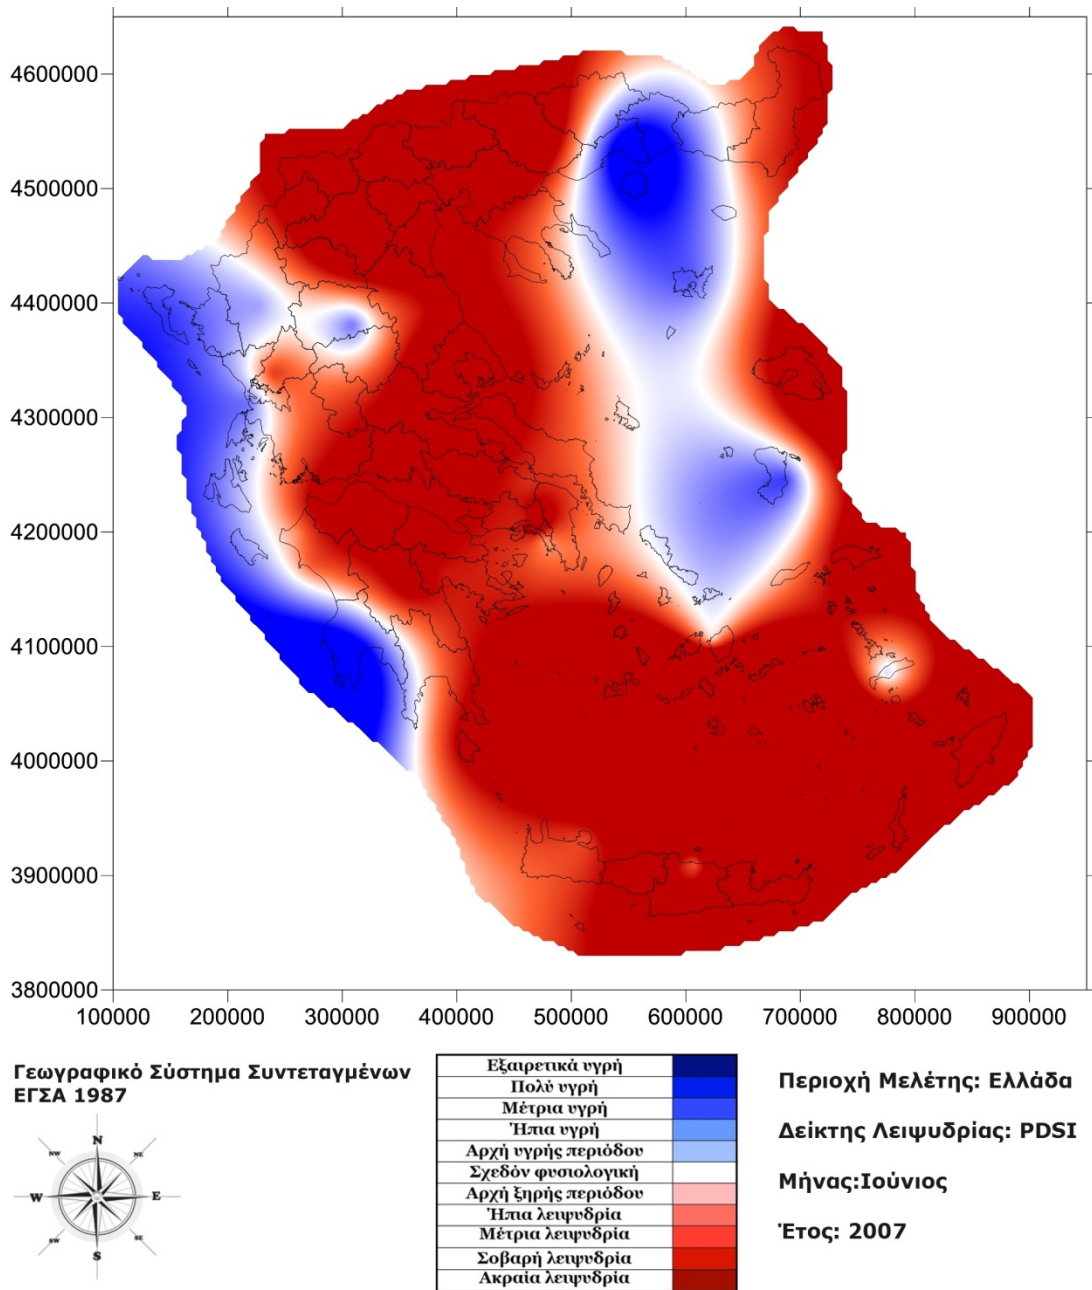 4600000
4500000
4400000
4300000
4200000
4100000
4000000
3900000
3800000
100000 200000 300000 400000 500000 600000 700000 800000 900000
Γεωγραφικό Σύστημα Συντεταγμένων
ΕΓΣΑ 1987
N
NW NE
W E
SW SE
S
Εξαιρετικά υγρή
Πολύ υγρή
Μέτρια υγρή
Ήπια υγρή
Αρχή υγρής περιόδου
Σχεδόν φυσιολογική
Αρχή ξηρής περιόδου
Ήπια λειψυδρία
Μέτρια λειψυδρία
Σοβαρή λειψυδρία
Ακραία λειψυδρία
Περιοχή Μελέτης: Ελλάδα
Δείκτης Λειψυδρίας: PDSI
Μήνας:Ιούνιος
Έτος: 2007